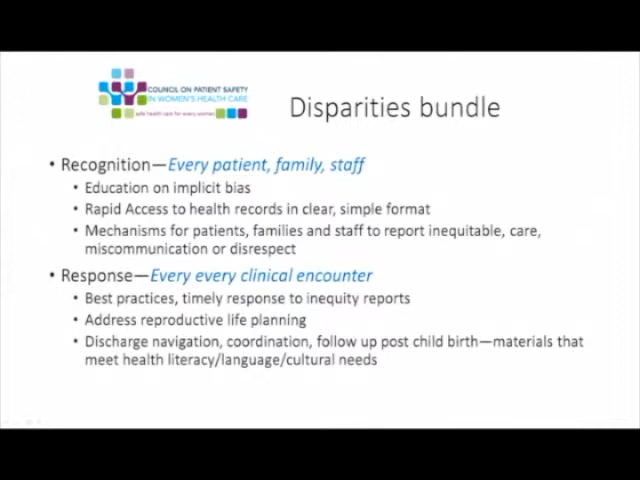 COUNCIL ON PATIENT SAFETY
IN WOMEN'S HEALTH CARE
safe health care for every woman
Disparities bundle
• Recognition—Every patient, family, staff
• Education on implicit bias
• Rapid Access to health records in clear, simple format
• Mechanisms for patients, families and staff to report inequitable, care,
miscommunication or disrespect
• Response—Every every clinical encounter
• Best practices, timely response to inequity reports
• Address reproductive life planning
• Discharge navigation, coordination, follow up post child birth—materials that
meet health literacy/language/cultural needs